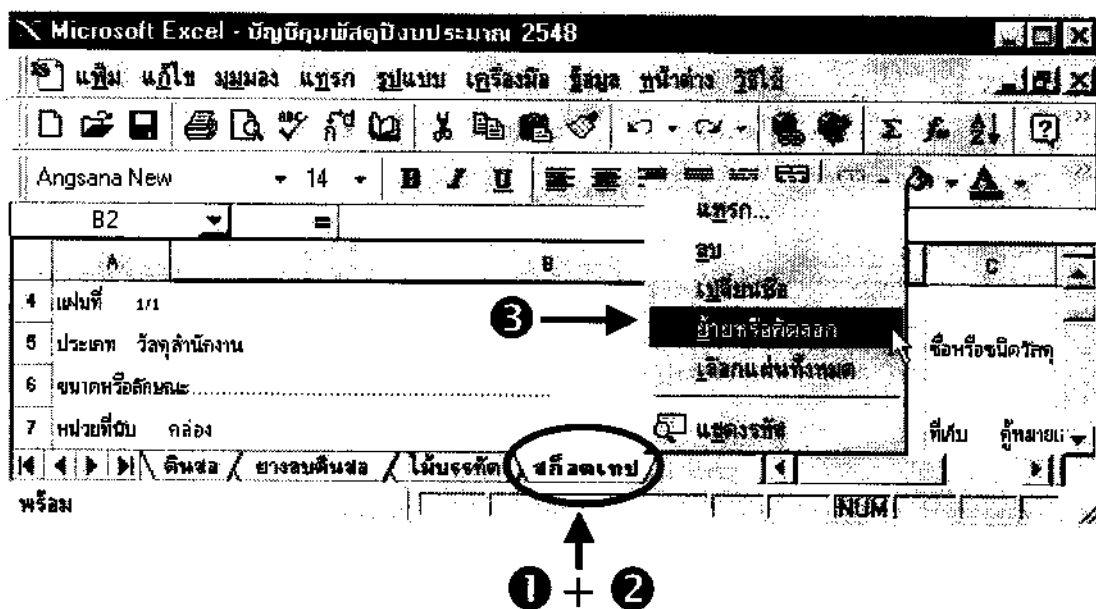 Microsoft Excel - บัญชีคุมพัสดุปีงบประมาณ 2548
แฟ้ม แก้ไข มุมมอง แทรก รูปแบบ เครื่องมือ ข้อมูล หน้าต่าง วิธีใช้
Angsana New 14 B I U
B2 =
แทรก...
ลบ
เปลี่ยนชื่อ
❸ ย้ายหรือคัดลอก
เลือกแผ่นทั้งหมด
แสดงรหัส
A B C
4 แผ่นที่ 1/1
5 ประเภท วัสดุสำนักงาน ชื่อหรือชนิดวัสดุ
6 ขนาดหรือลักษณะ
7 หน่วยที่นับ กล่อง ที่เก็บ ตู้หมายเ
ดินสอ ยางลบดินสอ ไม้บรรทัด สก็อตเทป
พร้อม NUM
❶ + ❷